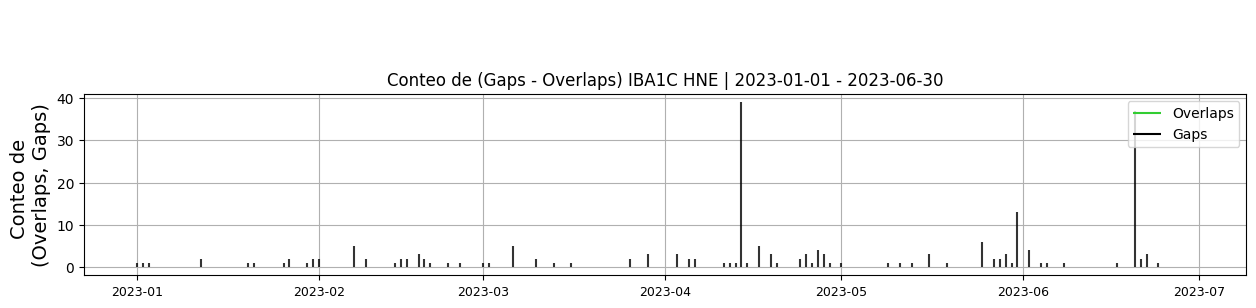 Conteo de (Gaps - Overlaps) IBA1C HNE | 2023-01-01 - 2023-06-30
Conteo de
(Overlaps, Gaps)
40
30
20
10
0
Overlaps
Gaps
2023-01
2023-02
2023-03
2023-04
2023-05
2023-06
2023-07